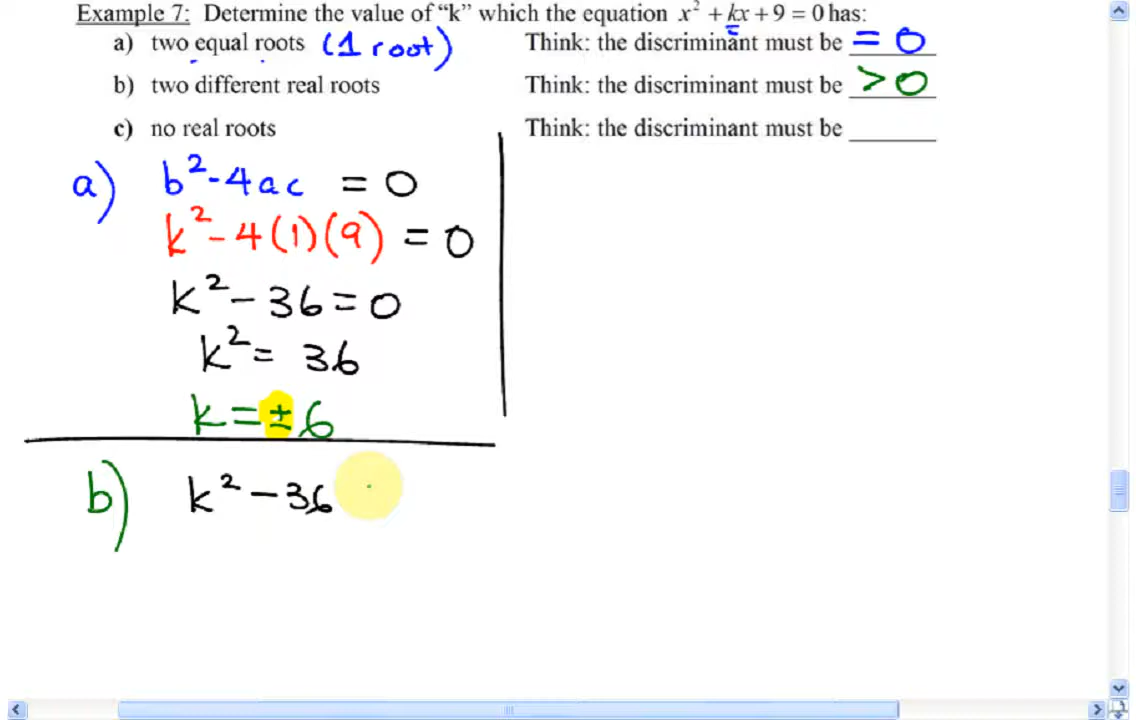 Example 7: Determine the value of “k” which the equation x² + kx + 9 = 0 has:
a) two equal roots (1 root) Think: the discriminant must be = 0
b) two different real roots Think: the discriminant must be > 0
c) no real roots Think: the discriminant must be ______
a) b² - 4ac = 0
k² - 4(1)(9) = 0
k² - 36 = 0
k² = 36
k = ± 6
b) k² - 36